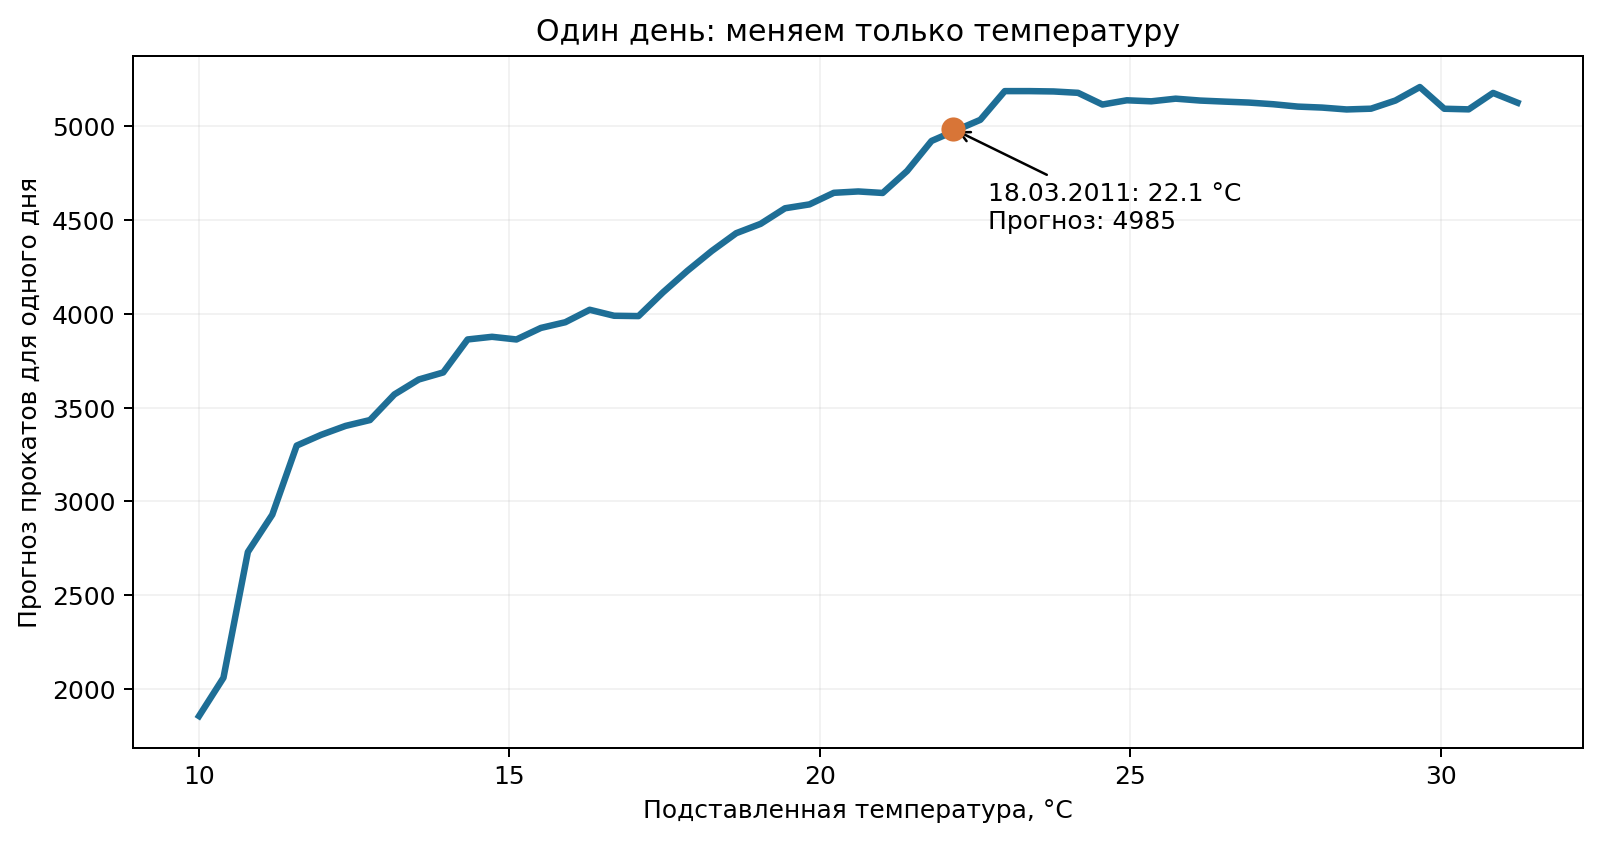 Один день: меняем только температуру
Прогноз прокатов для одного дня
5000
4500
4000
3500
3000
2500
2000
18.03.2011: 22.1 °C
Прогноз: 4985
10
15
20
25
30
Подставленная температура, °C